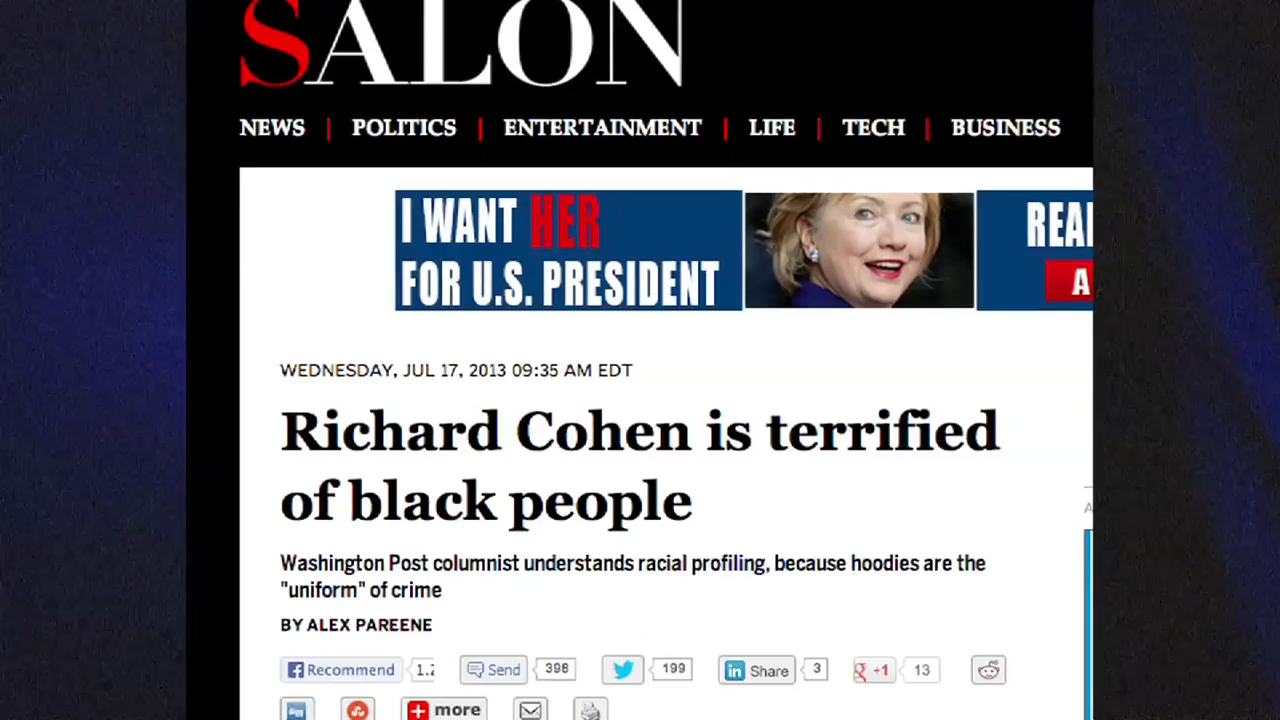 SALON
NEWS | POLITICS | ENTERTAINMENT | LIFE | TECH | BUSINESS
I WANT HER
FOR U.S. PRESIDENT
A
WEDNESDAY, JUL 17, 2013 09:35 AM EDT
Richard Cohen is terrified
of black people
Washington Post columnist understands racial profiling, because hoodies are the
"uniform" of crime
BY ALEX PAREENE
Recommend
Send 398
199
in Share 3
+1 13
more